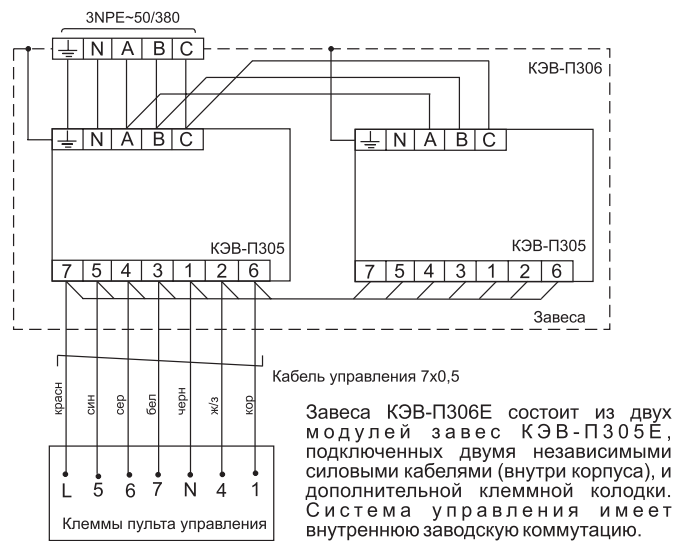 3NPE~50/380
N A B C
КЭВ-П306
N A B C
N A B C
КЭВ-П305
КЭВ-П305
7 5 4 3 1 2 6
7 5 4 3 1 2 6
Завеса
Кабель управления 7х0,5
красн
син
сер
бел
черн
ж/з
кор
L 5 6 7 N 4 1
Клеммы пульта управления
Завеса КЭВ-П306Е состоит из двух
модулей завес КЭВ-П305Е,
подключенных двумя независимыми
силовыми кабелями (внутри корпуса), и
дополнительной клеммной колодки.
Система управления имеет
внутреннюю заводскую коммутацию.